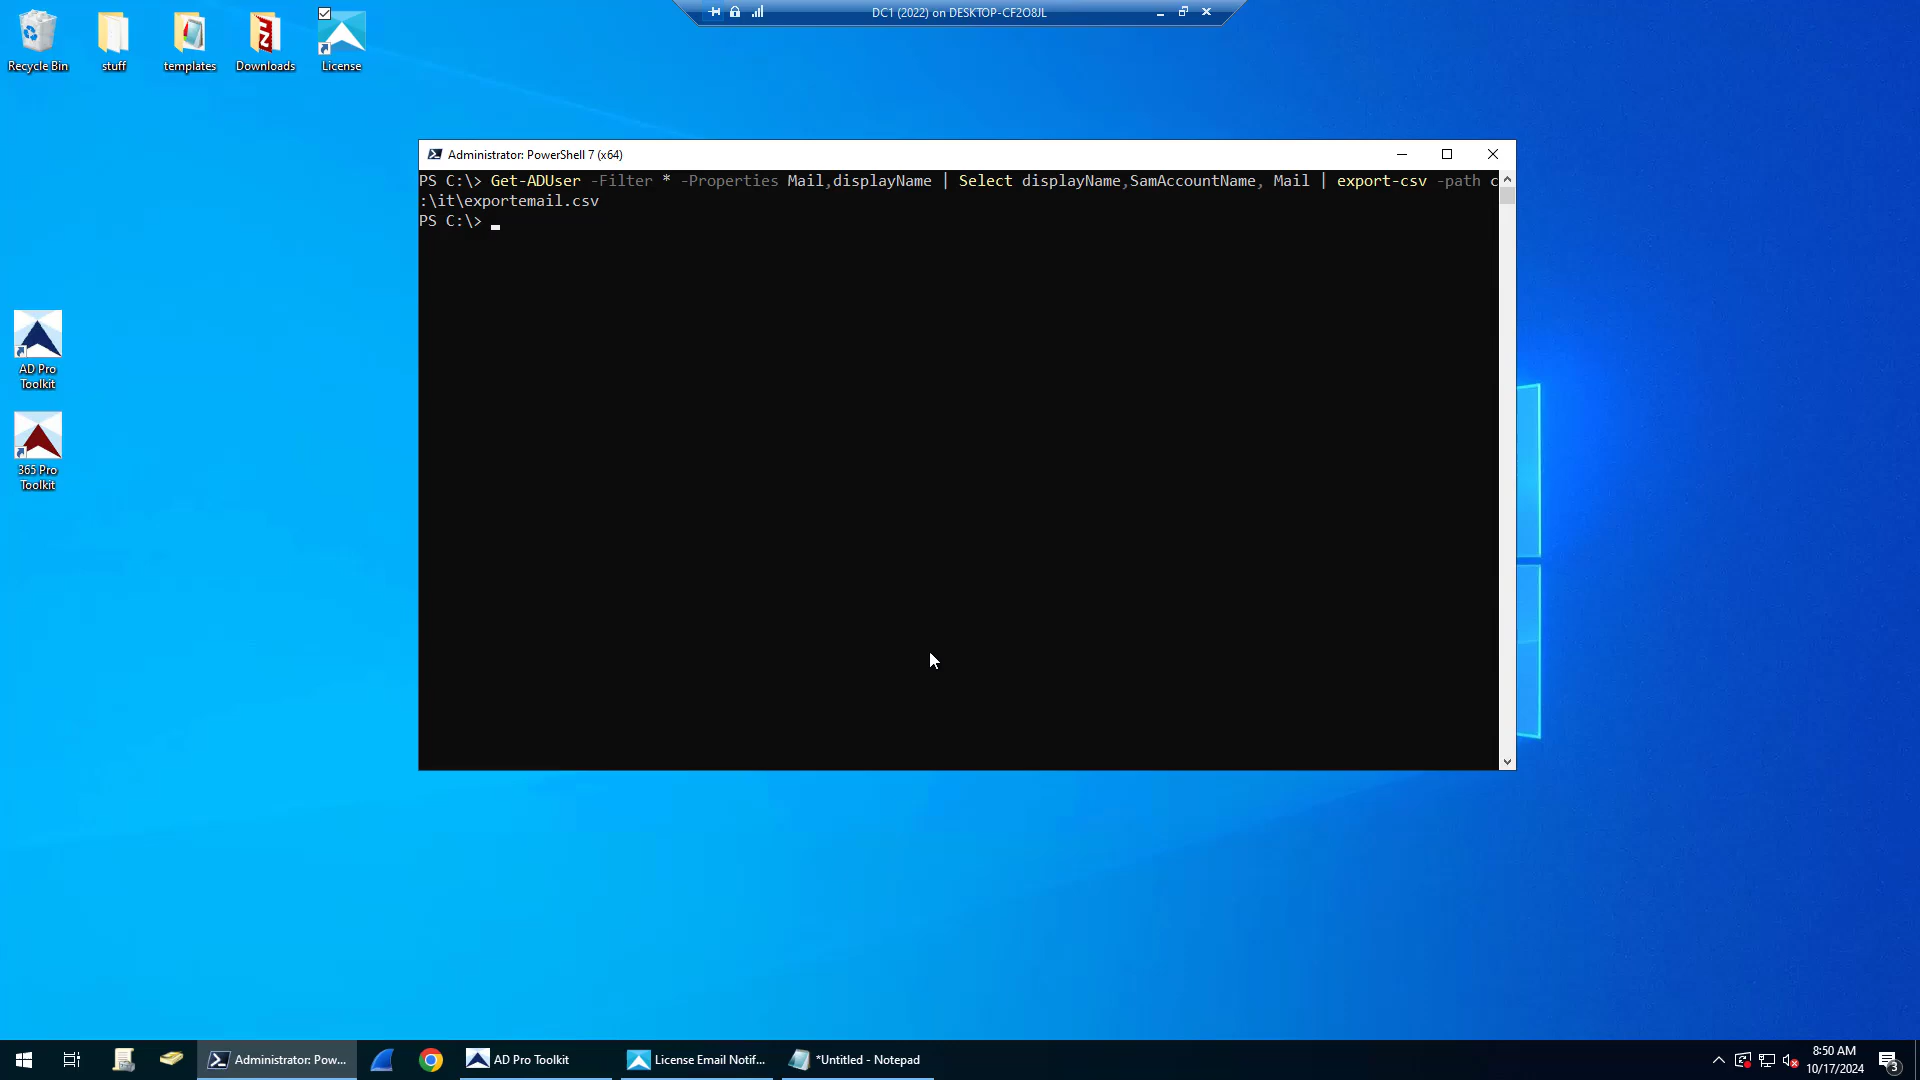 DC1 (2022) on DESKTOP-CF2O8JL
Recycle Bin
stuff
templates
Downloads
License
Administrator: PowerShell 7 (x64)
PS C:\> Get-ADUser -Filter * -Properties Mail,displayName | Select displayName,SamAccountName, Mail | export-csv -path c
:\it\exportemail.csv
PS C:\>
AD Pro
Toolkit
365 Pro
Toolkit
Administrator: Pow...
AD Pro Toolkit
License Email Notif...
*Untitled - Notepad
8:50 AM
10/17/2024
3